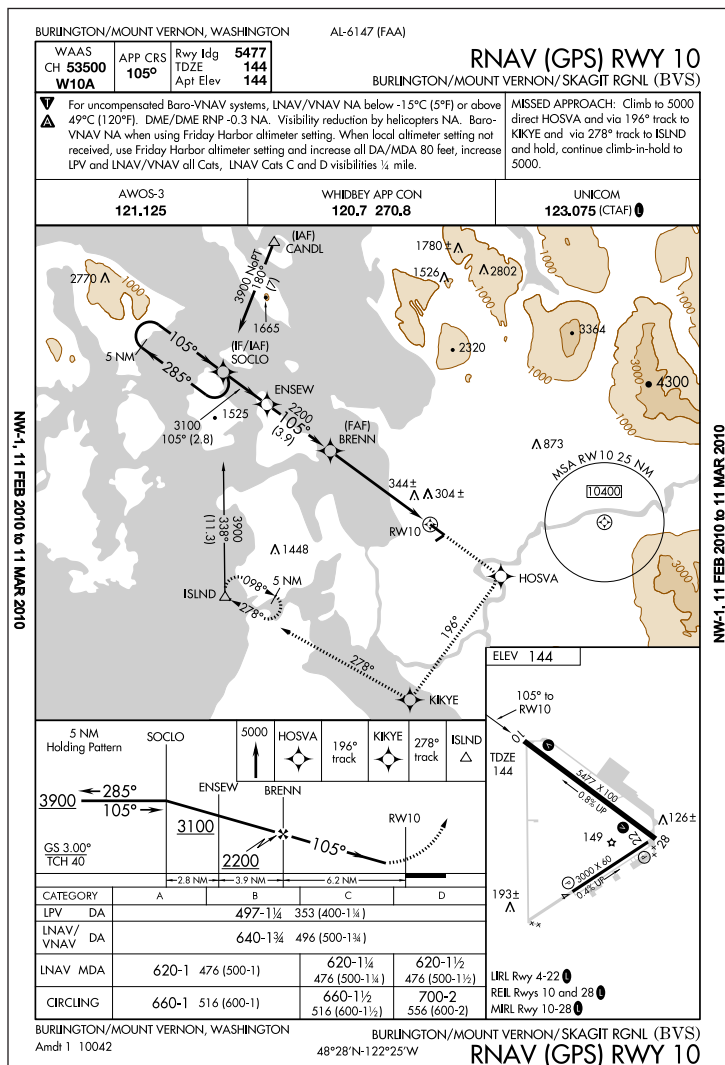 BURLINGTON/MOUNT VERNON, WASHINGTON AL-6147 (FAA)
WAAS
CH 53500
W10A
APP CRS
105°
Rwy ldg 5477
TDZE 144
Apt Elev 144
RNAV (GPS) RWY 10
BURLINGTON/MOUNT VERNON/SKAGIT RGNL (BVS)
T
A
For uncompensated Baro-VNAV systems, LNAV/VNAV NA below -15°C (5°F) or above
49°C (120°F). DME/DME RNP -0.3 NA. Visibility reduction by helicopters NA. Baro-
VNAV NA when using Friday Harbor altimeter setting. When local altimeter setting not
received, use Friday Harbor altimeter setting and increase all DA/MDA 80 feet, increase
LPV and LNAV/VNAV all Cats, LNAV Cats C and D visibilities ¼ mile.
MISSED APPROACH: Climb to 5000
direct HOSVA and via 196° track to
KIKYE and via 278° track to ISLND
and hold, continue climb-in-hold to
5000.
AWOS-3
121.125
WHIDBEY APP CON
120.7 270.8
UNICOM
123.075 (CTAF) L
(IAF)
CANDL
3900 NoPT
180°
(7)
1665
2770
1000
5 NM
105°
285°
(IF/IAF)
SOCLO
ENSEW
3100
105° (2.8)
1525
2200
105°
(3.9)
(FAF)
BRENN
1780 ±
1526
2802
1000
2320
3364
1000
3000
4300
1000
873
344±
304 ±
RW10
MSA RW10 25 NM
10400
3900
338°
(11.3)
1448
ISLND
098°
5 NM
278°
HOSVA
196°
278°
KIKYE
3000
1000
NW-1, 11 FEB 2010 to 11 MAR 2010
NW-1, 11 FEB 2010 to 11 MAR 2010
ELEV 144
105° to
RW10
TDZE
144
10
5477 X 100
0.8% UP
126±
149
22
28
3000 X 60
0.4% UP
4
193±
LIRL Rwy 4-22 L
REIL Rwys 10 and 28 L
MIRL Rwy 10-28 L
5 NM
Holding Pattern
SOCLO
5000
HOSVA
196°
track
KIKYE
278°
track
ISLND
ENSEW
BRENN
3900
285°
105°
3100
2200
105°
RW10
GS 3.00°
TCH 40
2.8 NM
3.9 NM
6.2 NM
CATEGORY A B C D
LPV DA 497-1¼ 353 (400-1¼)
LNAV/
VNAV DA 640-1¾ 496 (500-1¾)
LNAV MDA 620-1 476 (500-1) 620-1¼ 476 (500-1¼) 620-1½ 476 (500-1½)
CIRCLING 660-1 516 (600-1) 660-1½ 516 (600-1½) 700-2 556 (600-2)
BURLINGTON/MOUNT VERNON, WASHINGTON
Amdt 1 10042
48°28'N-122°25'W
BURLINGTON/MOUNT VERNON/SKAGIT RGNL (BVS)
RNAV (GPS) RWY 10